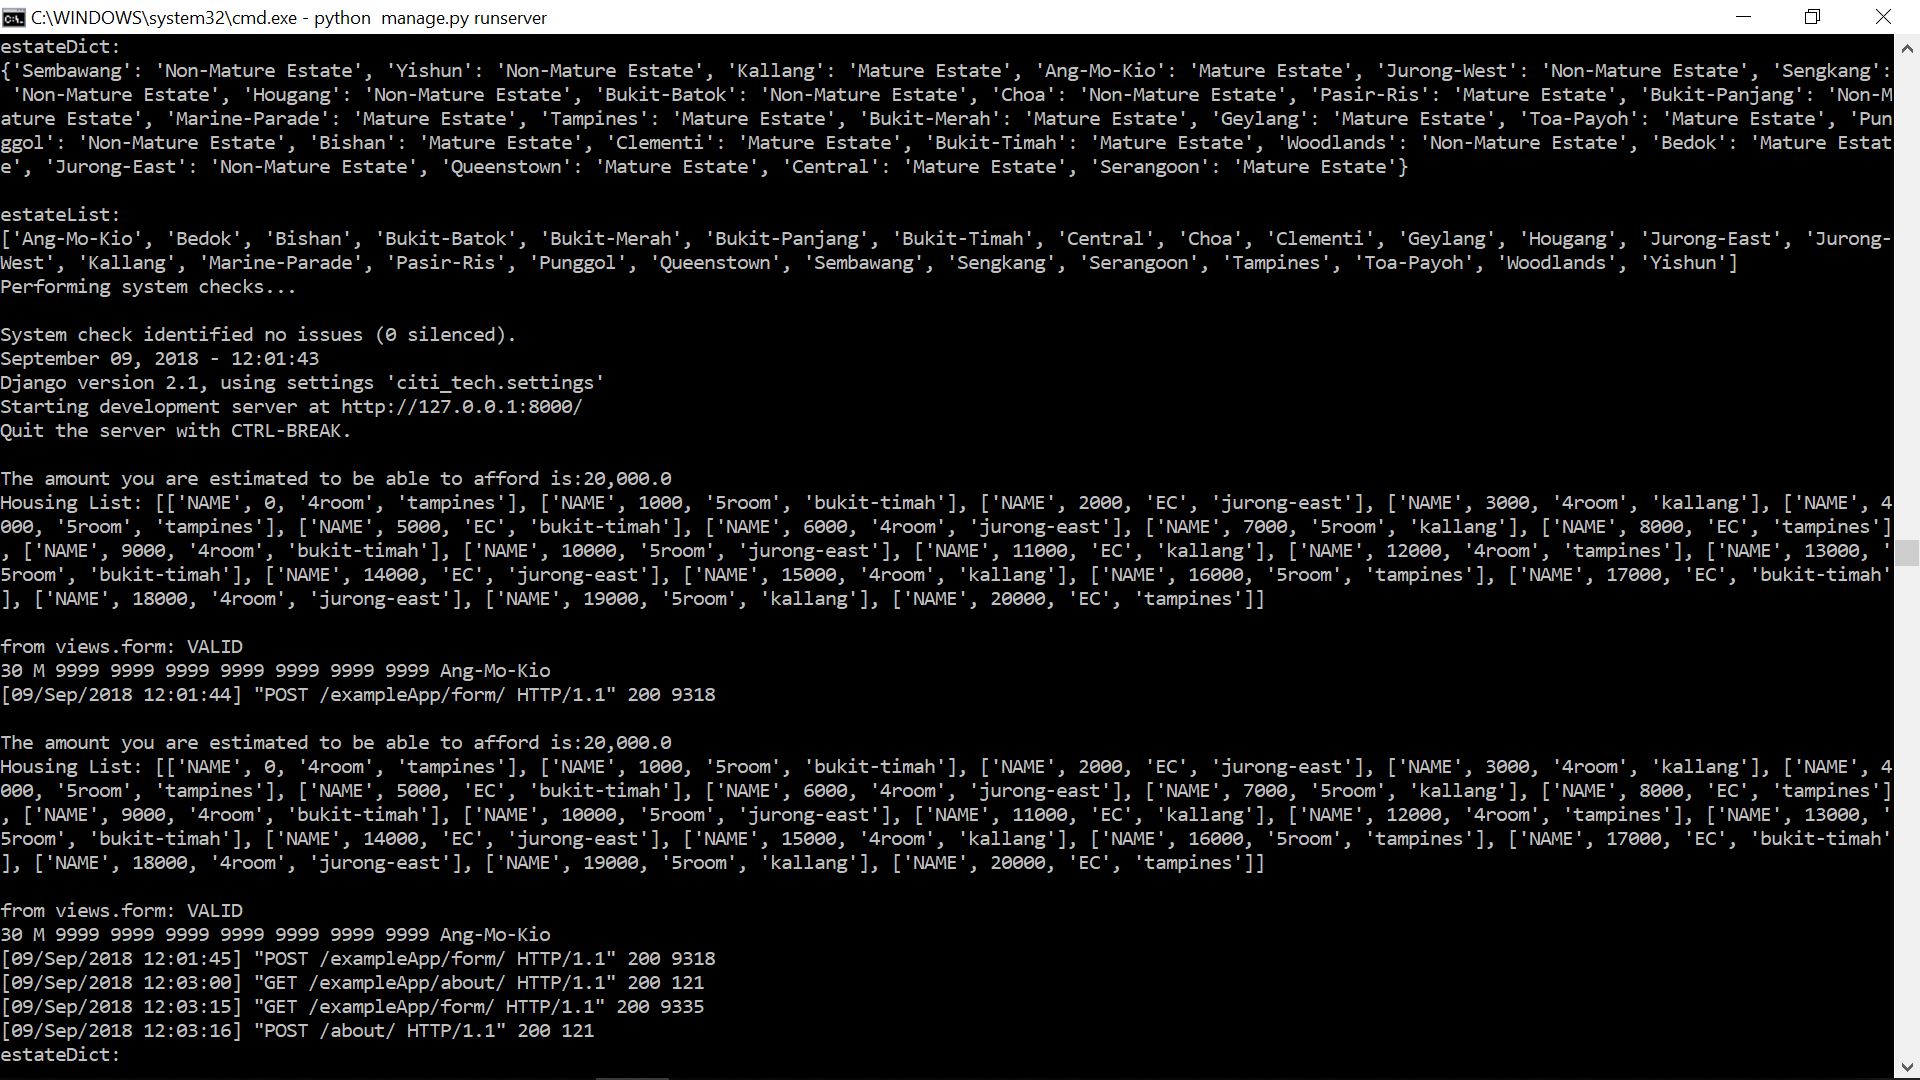 C:\WINDOWS\system32\cmd.exe - python  manage.py runserver
estateDict:
{'Sembawang': 'Non-Mature Estate', 'Yishun': 'Non-Mature Estate', 'Kallang': 'Mature Estate', 'Ang-Mo-Kio': 'Mature Estate', 'Jurong-West': 'Non-Mature Estate', 'Sengkang':
 'Non-Mature Estate', 'Hougang': 'Non-Mature Estate', 'Bukit-Batok': 'Non-Mature Estate', 'Choa': 'Non-Mature Estate', 'Pasir-Ris': 'Mature Estate', 'Bukit-Panjang': 'Non-M
ature Estate', 'Marine-Parade': 'Mature Estate', 'Tampines': 'Mature Estate', 'Bukit-Merah': 'Mature Estate', 'Geylang': 'Mature Estate', 'Toa-Payoh': 'Mature Estate', 'Pun
ggol': 'Non-Mature Estate', 'Bishan': 'Mature Estate', 'Clementi': 'Mature Estate', 'Bukit-Timah': 'Mature Estate', 'Woodlands': 'Non-Mature Estate', 'Bedok': 'Mature Estat
e', 'Jurong-East': 'Non-Mature Estate', 'Queenstown': 'Mature Estate', 'Central': 'Mature Estate', 'Serangoon': 'Mature Estate'}
estateList:
['Ang-Mo-Kio', 'Bedok', 'Bishan', 'Bukit-Batok', 'Bukit-Merah', 'Bukit-Panjang', 'Bukit-Timah', 'Central', 'Choa', 'Clementi', 'Geylang', 'Hougang', 'Jurong-East', 'Jurong-
West', 'Kallang', 'Marine-Parade', 'Pasir-Ris', 'Punggol', 'Queenstown', 'Sembawang', 'Sengkang', 'Serangoon', 'Tampines', 'Toa-Payoh', 'Woodlands', 'Yishun']
Performing system checks...
System check identified no issues (0 silenced).
September 09, 2018 - 12:01:43
Django version 2.1, using settings 'citi_tech.settings'
Starting development server at http://127.0.0.1:8000/
Quit the server with CTRL-BREAK.
The amount you are estimated to be able to afford is:20,000.0
Housing List: [['NAME', 0, '4room', 'tampines'], ['NAME', 1000, '5room', 'bukit-timah'], ['NAME', 2000, 'EC', 'jurong-east'], ['NAME', 3000, '4room', 'kallang'], ['NAME', 4
000, '5room', 'tampines'], ['NAME', 5000, 'EC', 'bukit-timah'], ['NAME', 6000, '4room', 'jurong-east'], ['NAME', 7000, '5room', 'kallang'], ['NAME', 8000, 'EC', 'tampines']
, ['NAME', 9000, '4room', 'bukit-timah'], ['NAME', 10000, '5room', 'jurong-east'], ['NAME', 11000, 'EC', 'kallang'], ['NAME', 12000, '4room', 'tampines'], ['NAME', 13000, '
5room', 'bukit-timah'], ['NAME', 14000, 'EC', 'jurong-east'], ['NAME', 15000, '4room', 'kallang'], ['NAME', 16000, '5room', 'tampines'], ['NAME', 17000, 'EC', 'bukit-timah'
], ['NAME', 18000, '4room', 'jurong-east'], ['NAME', 19000, '5room', 'kallang'], ['NAME', 20000, 'EC', 'tampines']]
from views.form: VALID
30 M 9999 9999 9999 9999 9999 9999 9999 Ang-Mo-Kio
[09/Sep/2018 12:01:44] "POST /exampleApp/form/ HTTP/1.1" 200 9318
The amount you are estimated to be able to afford is:20,000.0
Housing List: [['NAME', 0, '4room', 'tampines'], ['NAME', 1000, '5room', 'bukit-timah'], ['NAME', 2000, 'EC', 'jurong-east'], ['NAME', 3000, '4room', 'kallang'], ['NAME', 4
000, '5room', 'tampines'], ['NAME', 5000, 'EC', 'bukit-timah'], ['NAME', 6000, '4room', 'jurong-east'], ['NAME', 7000, '5room', 'kallang'], ['NAME', 8000, 'EC', 'tampines']
, ['NAME', 9000, '4room', 'bukit-timah'], ['NAME', 10000, '5room', 'jurong-east'], ['NAME', 11000, 'EC', 'kallang'], ['NAME', 12000, '4room', 'tampines'], ['NAME', 13000, '
5room', 'bukit-timah'], ['NAME', 14000, 'EC', 'jurong-east'], ['NAME', 15000, '4room', 'kallang'], ['NAME', 16000, '5room', 'tampines'], ['NAME', 17000, 'EC', 'bukit-timah'
], ['NAME', 18000, '4room', 'jurong-east'], ['NAME', 19000, '5room', 'kallang'], ['NAME', 20000, 'EC', 'tampines']]
from views.form: VALID
30 M 9999 9999 9999 9999 9999 9999 9999 Ang-Mo-Kio
[09/Sep/2018 12:01:45] "POST /exampleApp/form/ HTTP/1.1" 200 9318
[09/Sep/2018 12:03:00] "GET /exampleApp/about/ HTTP/1.1" 200 121
[09/Sep/2018 12:03:15] "GET /exampleApp/form/ HTTP/1.1" 200 9335
[09/Sep/2018 12:03:16] "POST /about/ HTTP/1.1" 200 121
estateDict: